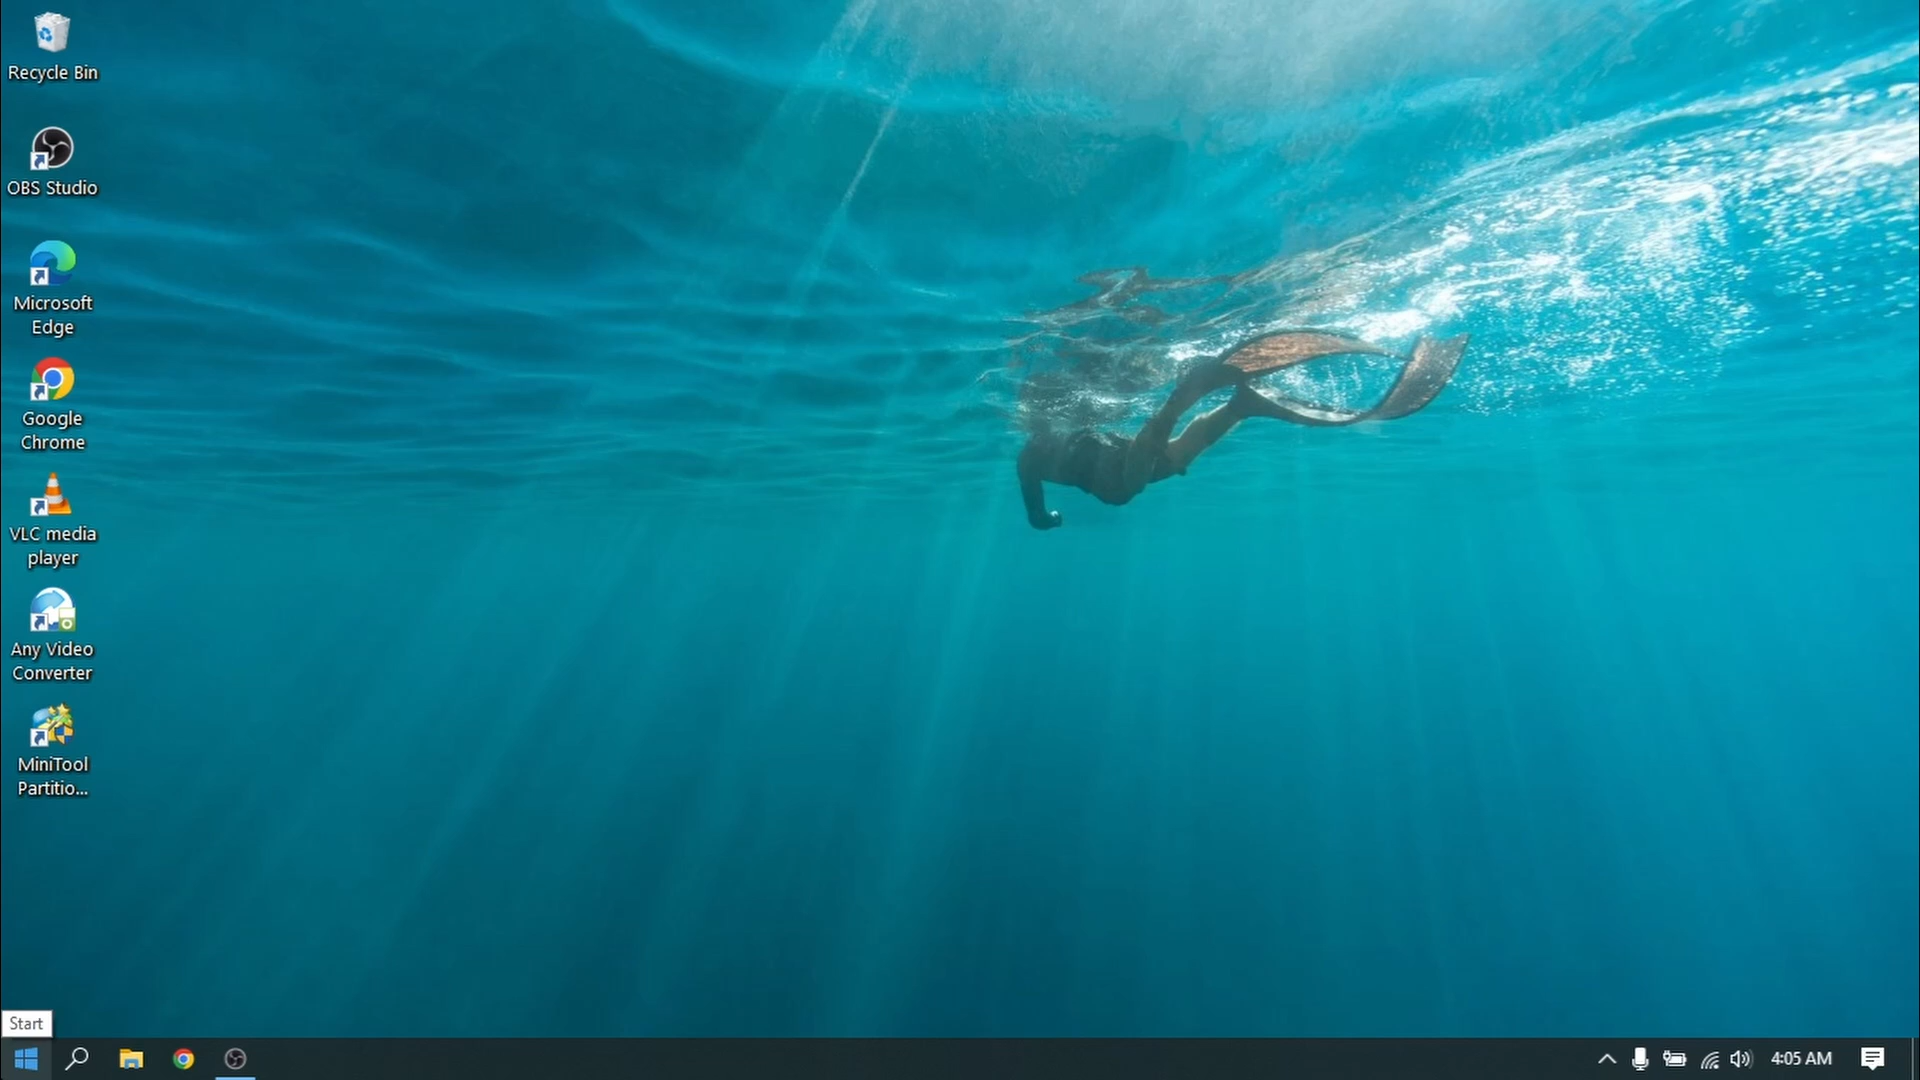 Recycle Bin
OBS Studio
Microsoft
Edge
Google
Chrome
VLC media
player
Any Video
Converter
MiniTool
Partitio...
Start
4:05 AM